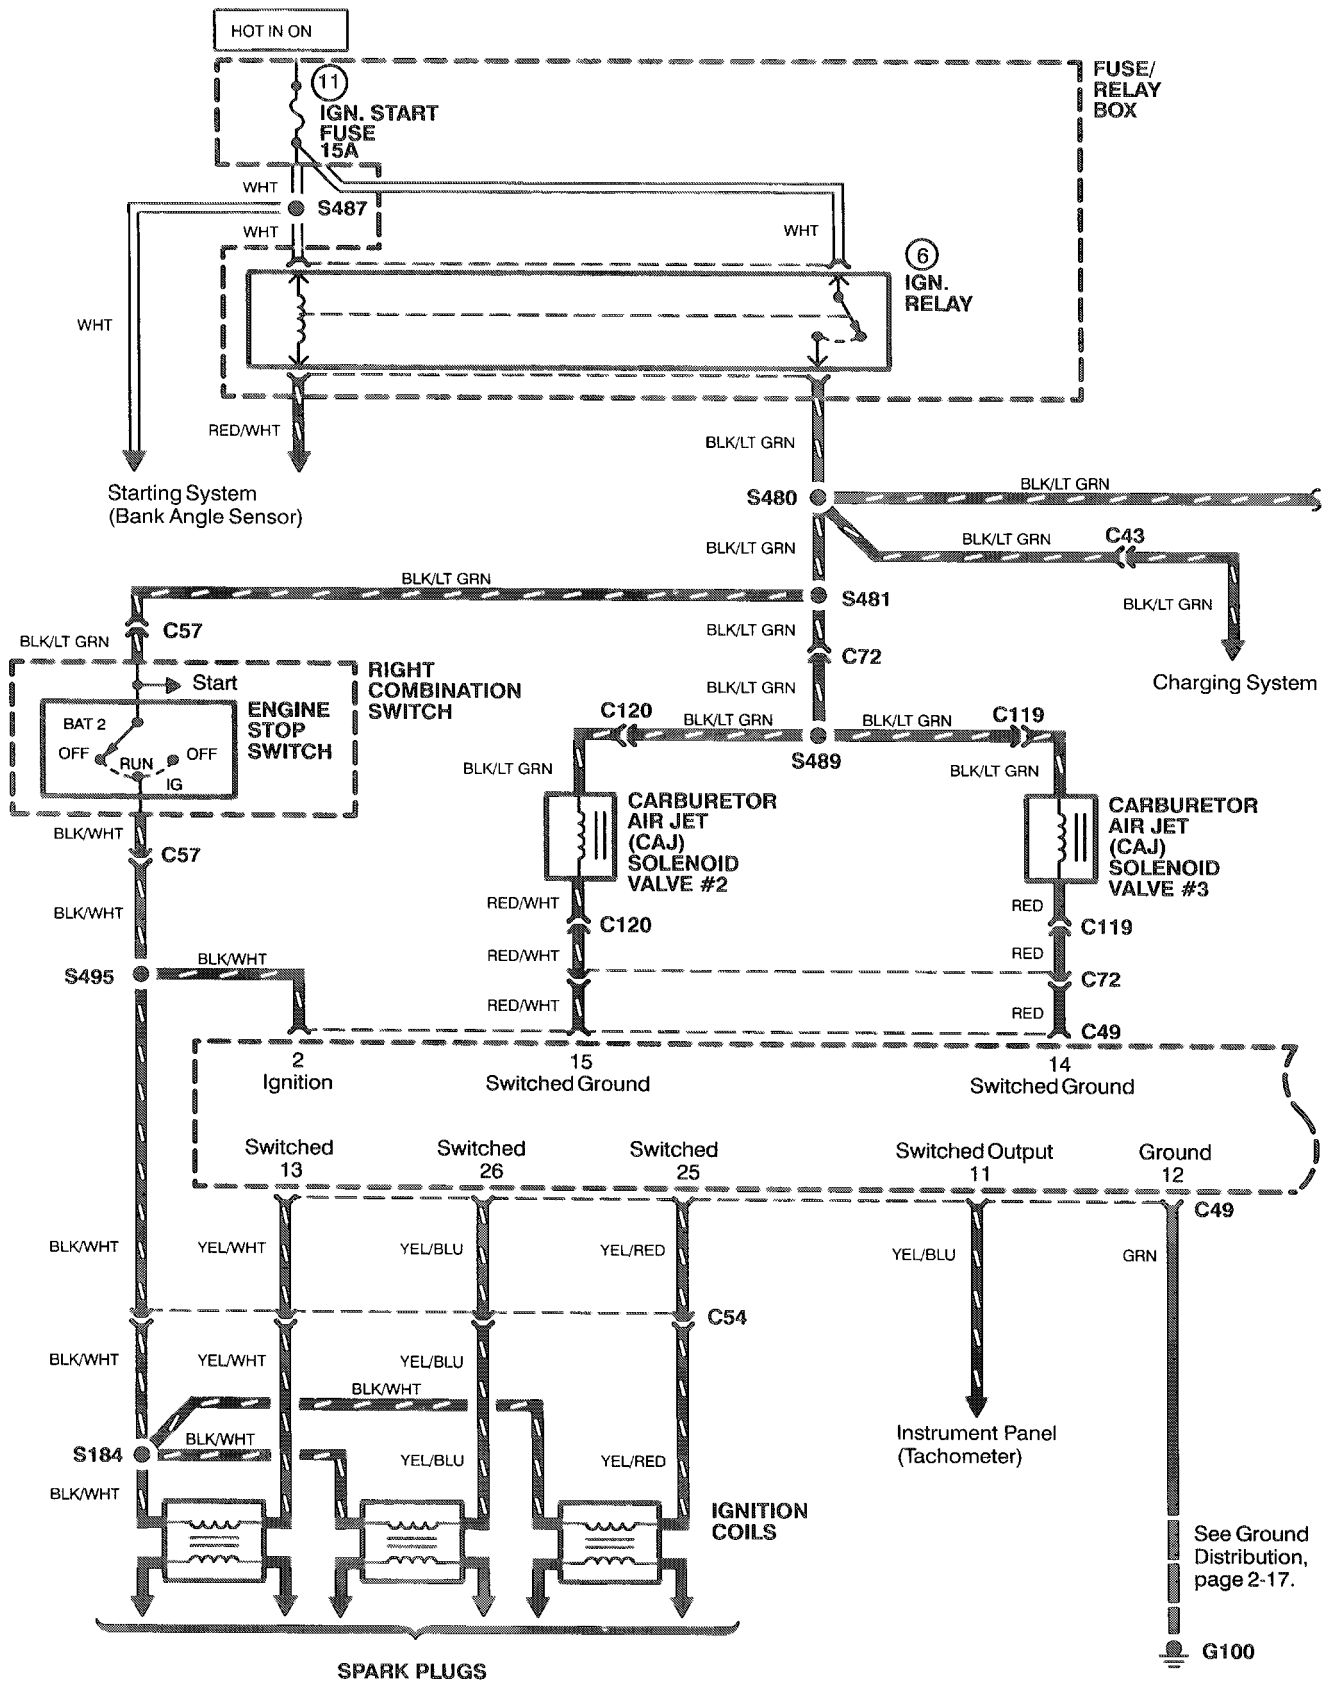 HOT IN ON
11
IGN. START
FUSE
15A
FUSE/
RELAY
BOX
WHT
S487
WHT
WHT
6
IGN.
RELAY
WHT
RED/WHT
BLK/LT GRN
Starting System
(Bank Angle Sensor)
S480
BLK/LT GRN
BLK/LT GRN
BLK/LT GRN
C43
BLK/LT GRN
S481
BLK/LT GRN
C57
BLK/LT GRN
BLK/LT GRN
C72
BLK/LT GRN
Charging System
RIGHT
COMBINATION
SWITCH
Start
ENGINE
STOP
SWITCH
BAT 2
OFF
RUN
OFF
IG
C120
BLK/LT GRN
BLK/LT GRN
C119
S489
BLK/LT GRN
BLK/LT GRN
CARBURETOR
AIR JET
(CAJ)
SOLENOID
VALVE #2
CARBURETOR
AIR JET
(CAJ)
SOLENOID
VALVE #3
BLK/WHT
C57
BLK/WHT
RED/WHT
C120
RED
C119
S495
BLK/WHT
RED/WHT
RED
C72
RED/WHT
RED
C49
2
Ignition
15
Switched Ground
14
Switched Ground
Switched
13
Switched
26
Switched
25
Switched Output
11
Ground
12
C49
BLK/WHT
YEL/WHT
YEL/BLU
YEL/RED
YEL/BLU
GRN
C54
BLK/WHT
YEL/WHT
YEL/BLU
BLK/WHT
S184
BLK/WHT
YEL/BLU
YEL/RED
Instrument Panel
(Tachometer)
BLK/WHT
IGNITION
COILS
See Ground
Distribution,
page 2-17.
G100
SPARK PLUGS